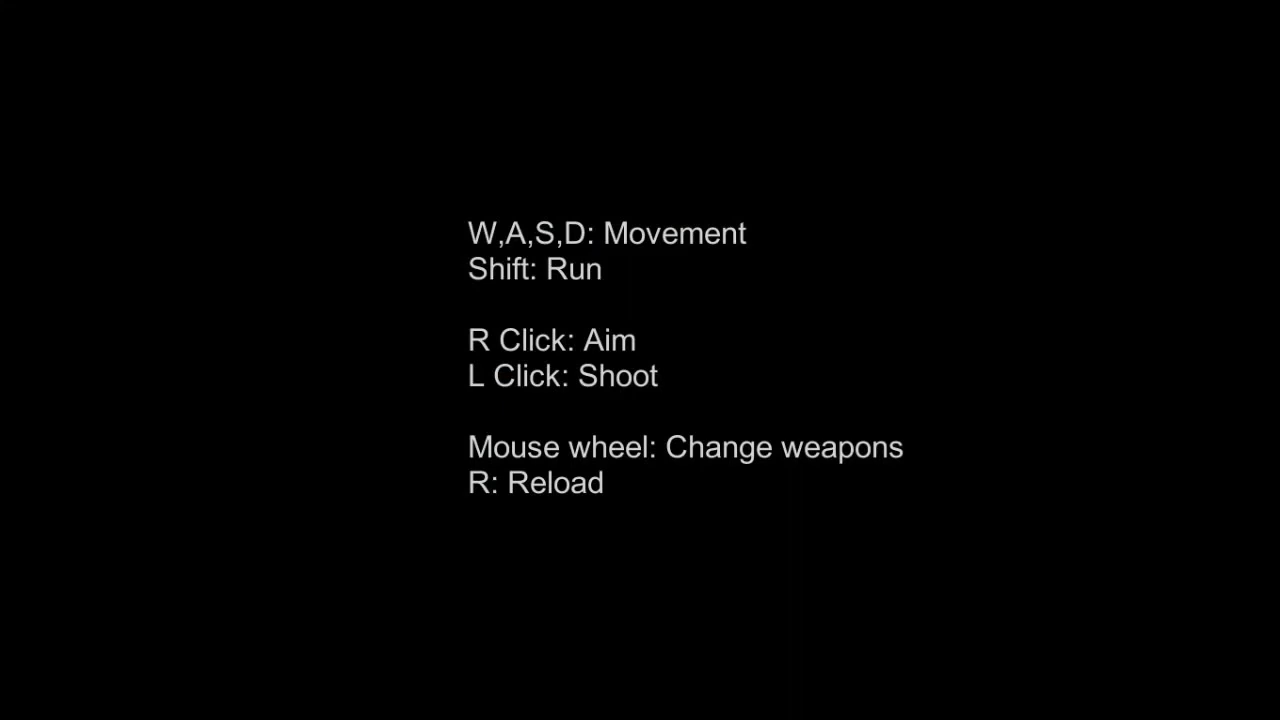 W,A,S,D: Movement
Shift: Run
R Click: Aim
L Click: Shoot
Mouse wheel: Change weapons
R: Reload